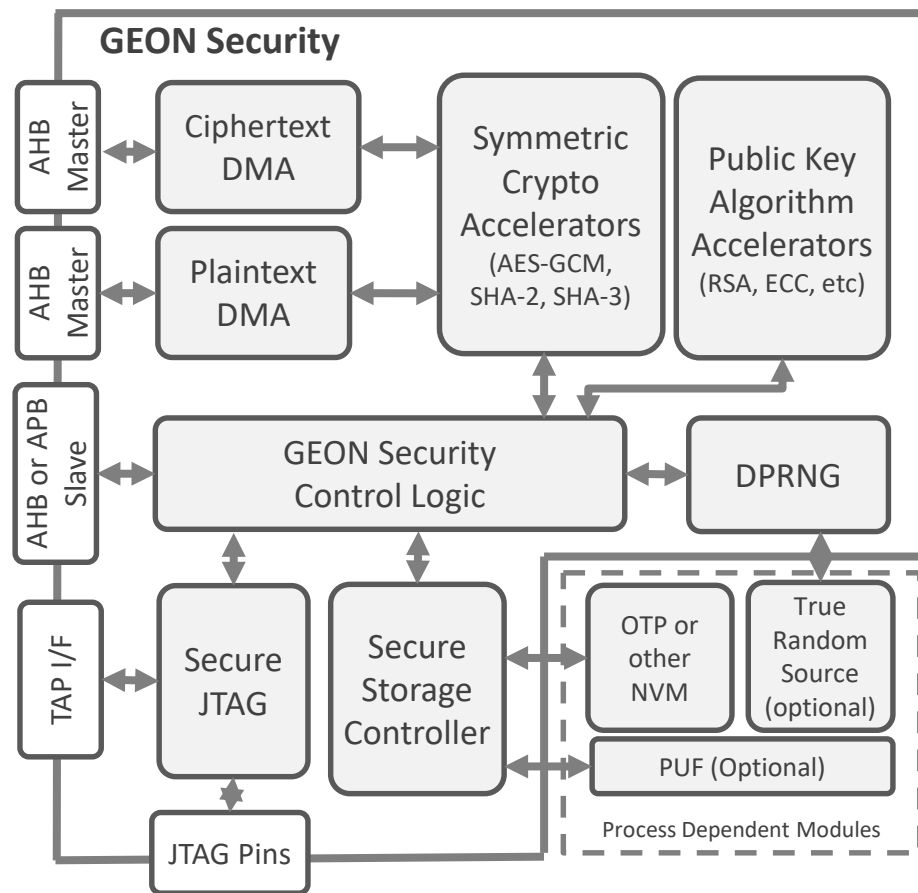 GEON Security
AHB
Master
Ciphertext
DMA
Symmetric
Crypto
Accelerators
(AES-GCM,
SHA-2, SHA-3)
Public Key
Algorithm
Accelerators
(RSA, ECC, etc)
AHB
Master
Plaintext
DMA
AHB or APB
Slave
GEON Security
Control Logic
DPRNG
TAP I/F
Secure
JTAG
Secure
Storage
Controller
OTP or
other
NVM
True
Random
Source
(optional)
PUF (Optional)
Process Dependent Modules
JTAG Pins